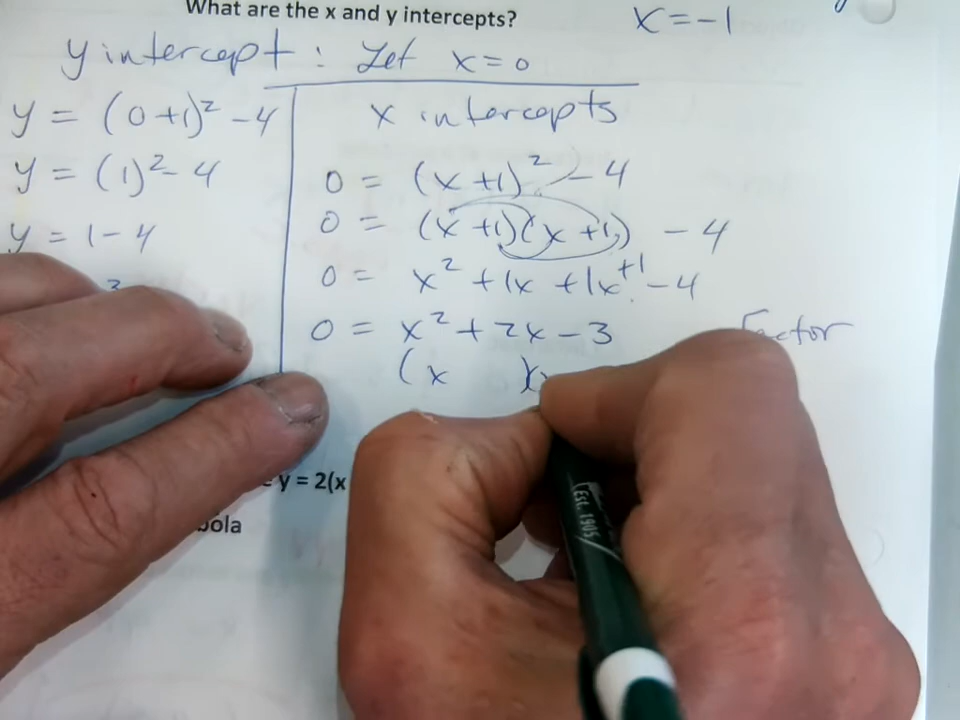 What are the x and y intercepts?
x = -1
y intercept : Let x = 0
y = (0+1)² - 4
y = (1)² - 4
y = 1 - 4
3
x intercepts
0 = (x+1)² - 4
0 = (x+1)(x+1) - 4
0 = x² + 1x + 1x + 1 - 4
0 = x² + 2x - 3
Factor
(x )(
y = 2(x
bola
EST. 1905